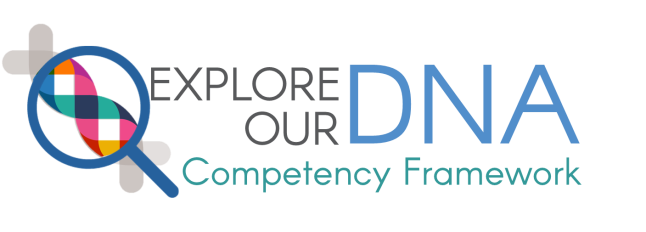 EXPLORE
OUR DNA
Competency Framework